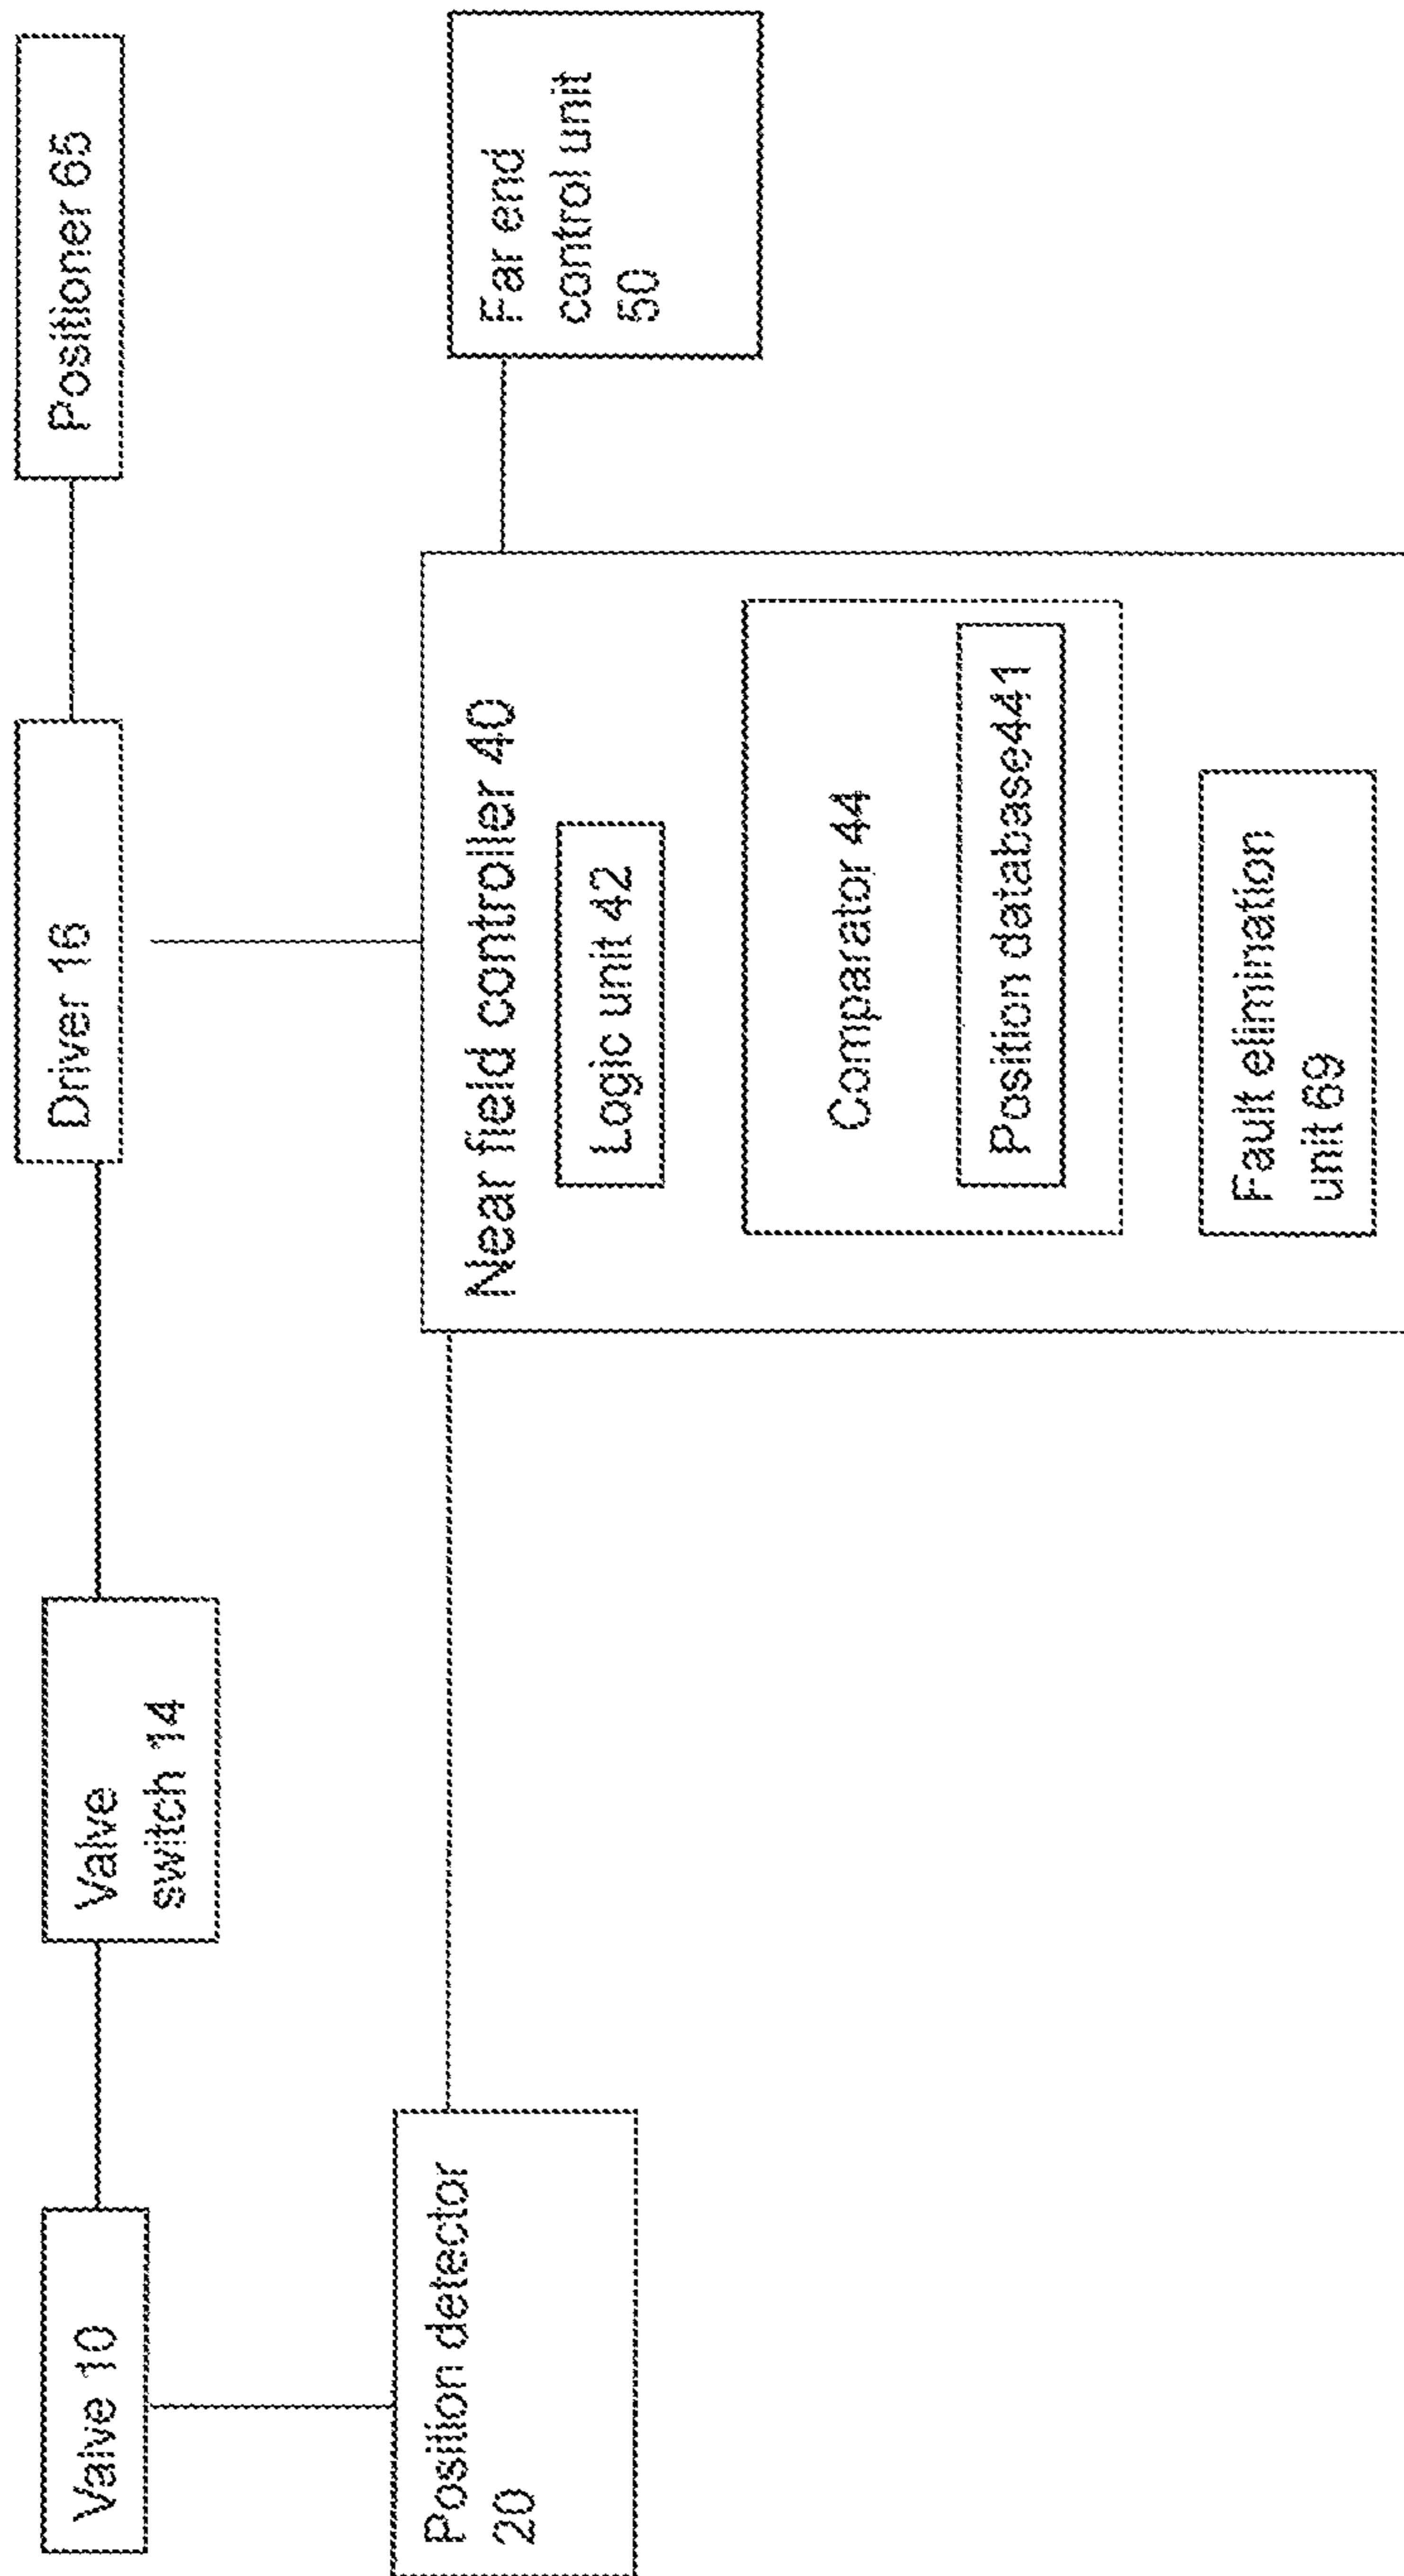 Valve 10
Valve
switch 14
Driver 16
Positioner 65
Position detector
20
Near field controller 40
Logic unit 42
Comparator 44
Position database441
Fault elimination
unit 69
Far end
control unit
50